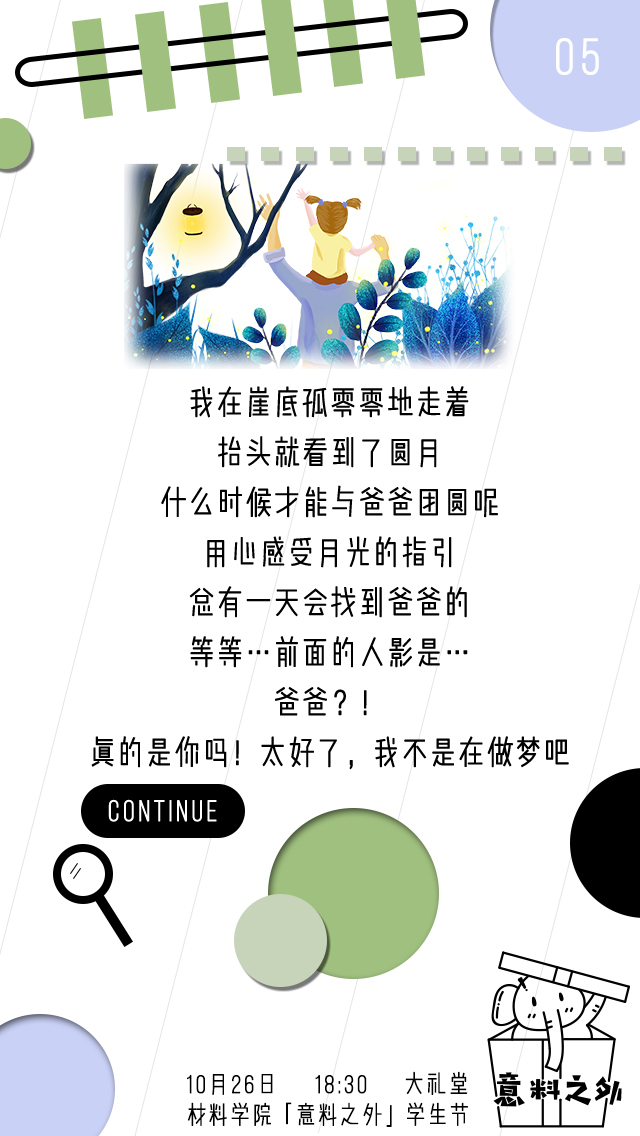 05
我在崖底孤零零地走着
抬头就看到了圆月
什么时候才能与爸爸团圆呢
用心感受月光的指引
总有一天会找到爸爸的
等等…前面的人影是…
爸爸？！
真的是你吗！太好了，我不是在做梦吧
CONTINUE
10月26日 18:30 大礼堂
材料学院「意料之外」学生节
意料之外